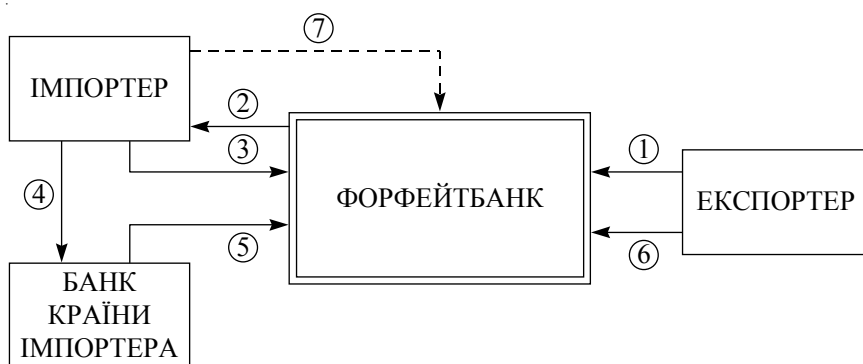 ⑦
ІМПОРТЕР
②
③
①
④
ФОРФЕЙТБАНК
ЕКСПОРТЕР
⑤
⑥
БАНК
КРАЇНИ
ІМПОРТЕРА